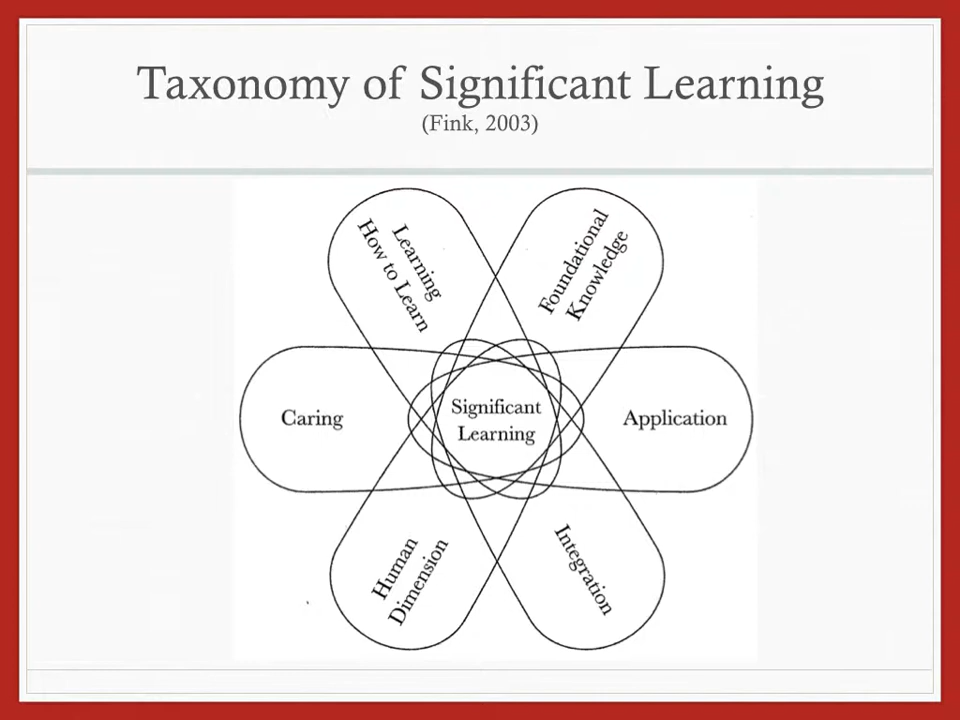 Taxonomy of Significant Learning
(Fink, 2003)
Learning
How to Learn
Foundational
Knowledge
Caring
Significant
Learning
Application
Human
Dimension
Integration